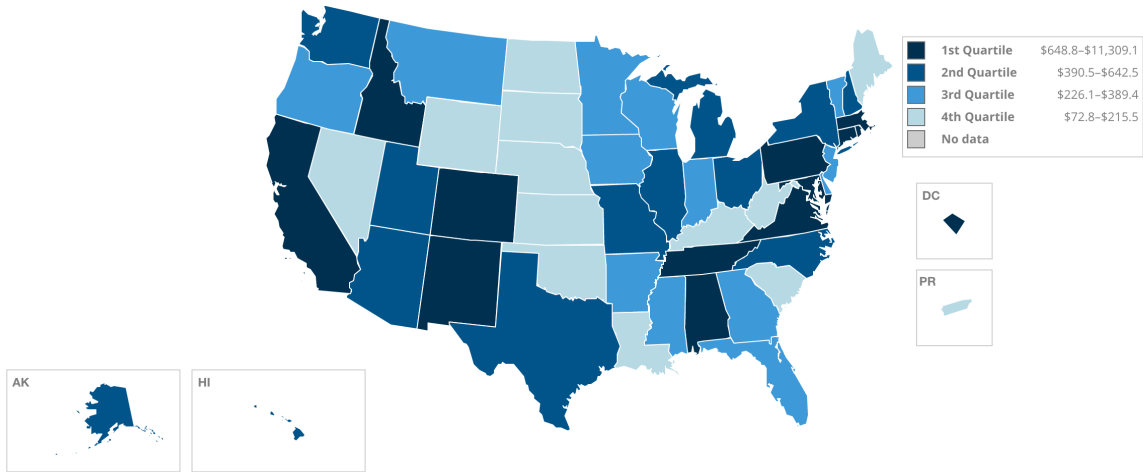 1st Quartile $648.8–$11,309.1
2nd Quartile $390.5–$642.5
3rd Quartile $226.1–$389.4
4th Quartile $72.8–$215.5
No data
DC
PR
AK
HI